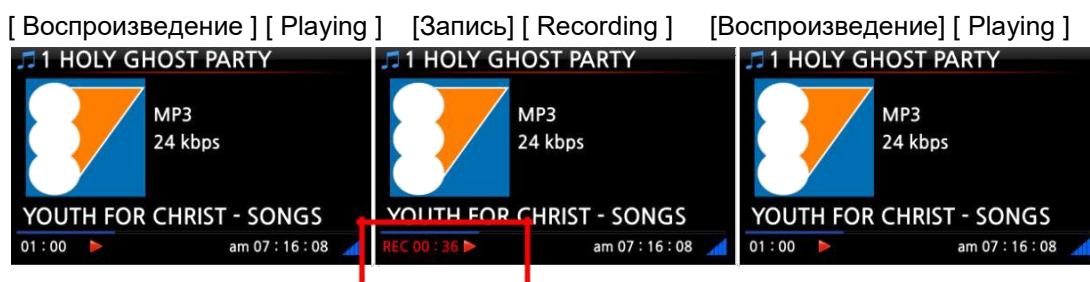 [ Воспроизведение ] [ Playing ] [Запись] [ Recording ] [Воспроизведение] [ Playing ]
1 HOLY GHOST PARTY
MP3
24 kbps
YOUTH FOR CHRIST - SONGS
01 : 00 am 07 : 16 : 08
1 HOLY GHOST PARTY
MP3
24 kbps
YOUTH FOR CHRIST - SONGS
REC 00 : 36 am 07 : 16 : 08
1 HOLY GHOST PARTY
MP3
24 kbps
YOUTH FOR CHRIST - SONGS
01 : 00 am 07 : 16 : 08